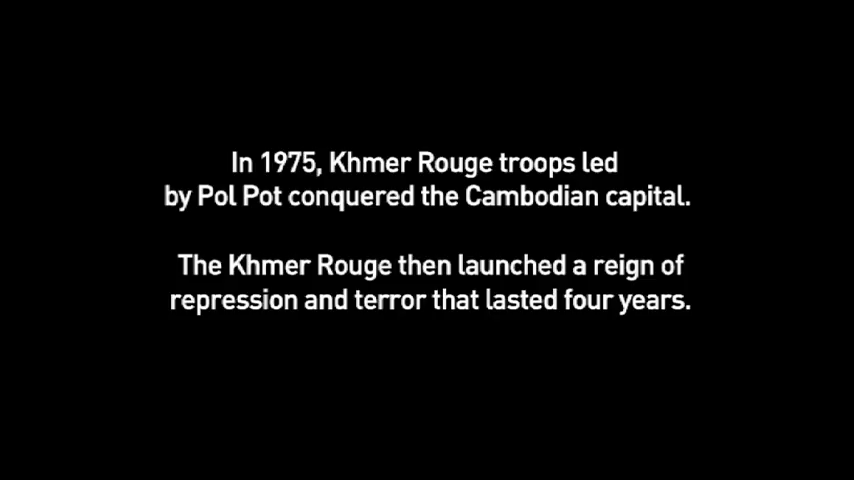 In 1975, Khmer Rouge troops led
by Pol Pot conquered the Cambodian capital.
The Khmer Rouge then launched a reign of
repression and terror that lasted four years.